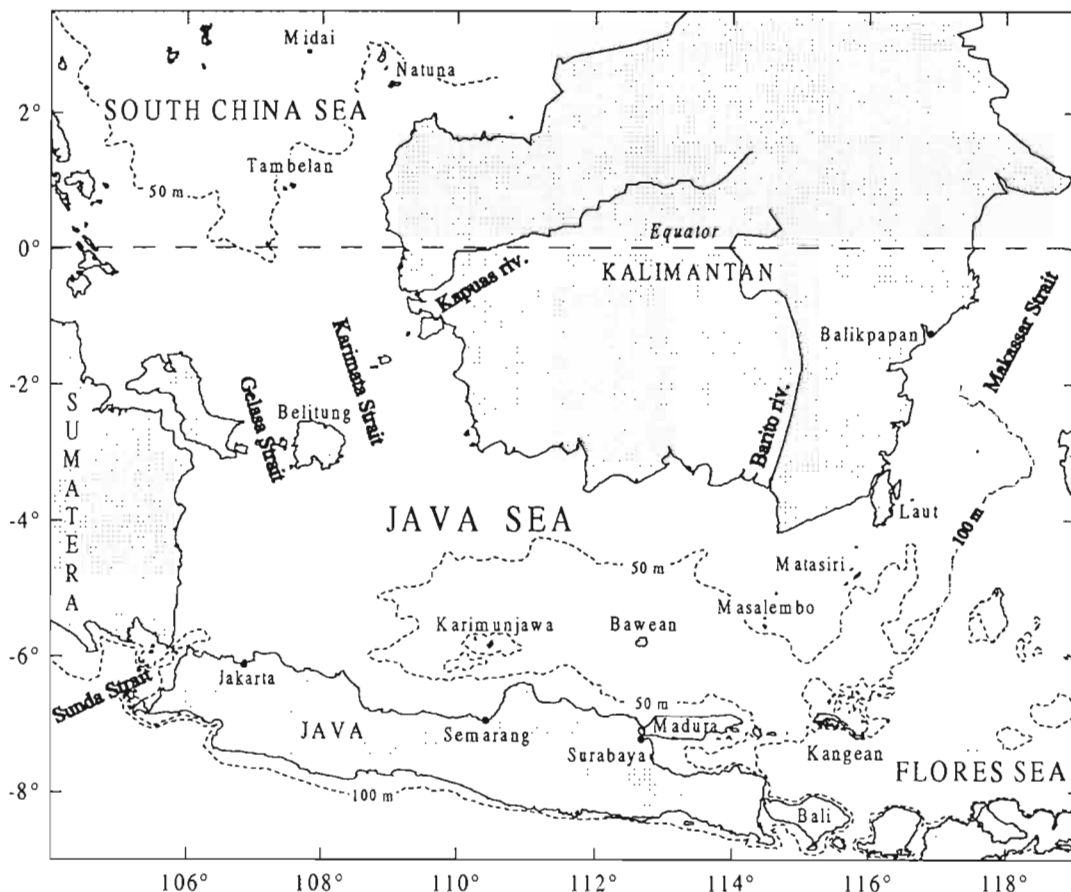 Midai
Natuna
SOUTH CHINA SEA
2°
Tambelan
50 m
0°
Equator
KALIMANTAN
Kapuas riv.
Karimata Strait
Makassar Strait
Balikpapan
-2°
SUMATERA
Gelasa Strait
Belitung
Barito riv.
-4°
JAVA SEA
Laut
100 m
50 m
Matasiri
Masalembo
Karimunjawa
Bawean
-6°
Sunda Strait
Jakarta
50 m
JAVA
Semarang
Madura
Surabaya
Kangean
FLORES SEA
-8°
100 m
Bali
106°
108°
110°
112°
114°
116°
118°